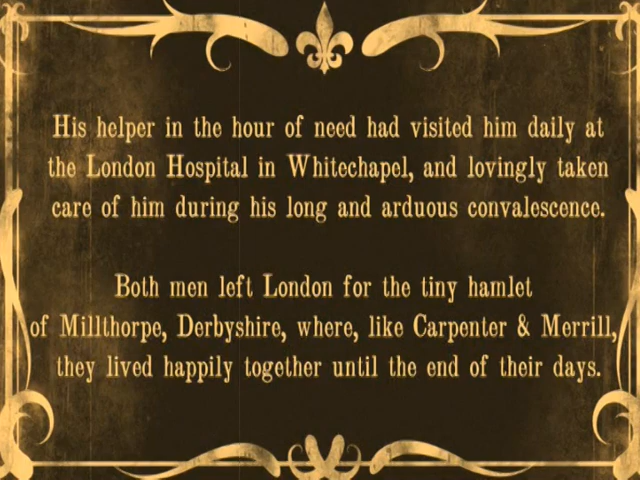 His helper in the hour of need had visited him daily at
the London Hospital in Whitechapel, and lovingly taken
care of him during his long and arduous convalescence.
Both men left London for the tiny hamlet
of Millthorpe, Derbyshire, where, like Carpenter & Merrill,
they lived happily together until the end of their days.